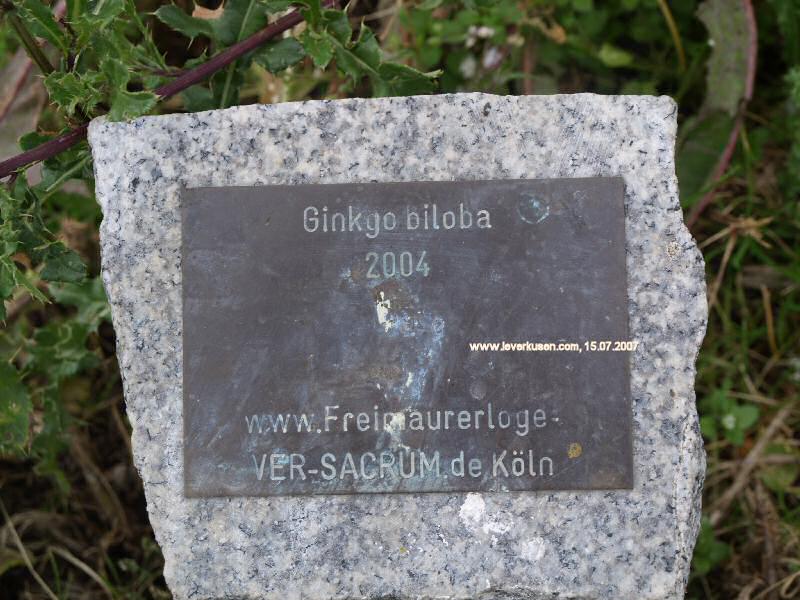 Ginkgo biloba
2004
www.leverkusen.com, 15.07.2007
www.Freimaurerloge-
VER-SACRUM.de Köln